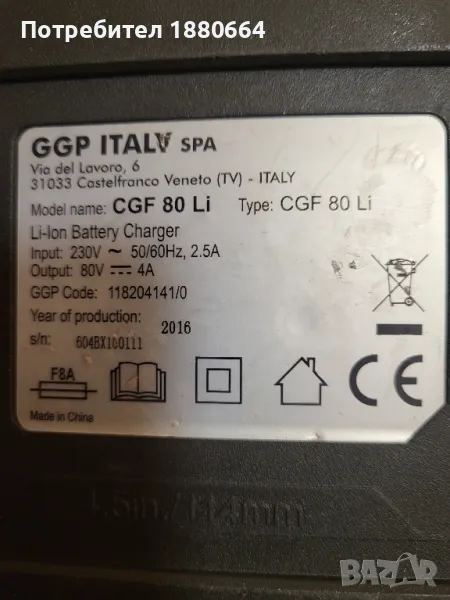 Потребител 1880664
GGP ITALY SPA
Via del Lavoro, 6
31033 Castelfranco Veneto (TV) - ITALY
Model name: CGF 80 Li Type: CGF 80 Li
Li-Ion Battery Charger
Input: 230V ~ 50/60Hz, 2.5A
Output: 80V ⎓ 4A
GGP Code: 118204141/0
Year of production: 2016
s/n: 604BX100111
F8A
CE
Made in China
BAZAR